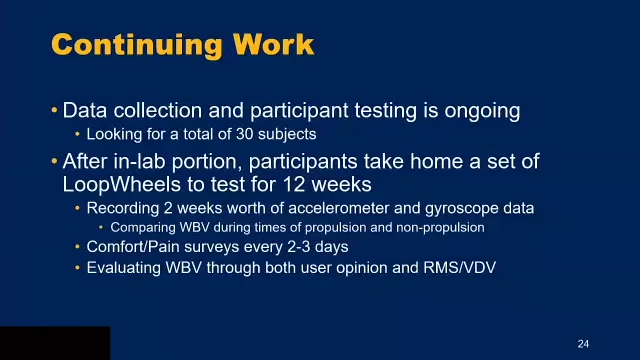 Continuing Work
• Data collection and participant testing is ongoing
• Looking for a total of 30 subjects
• After in-lab portion, participants take home a set of
LoopWheels to test for 12 weeks
• Recording 2 weeks worth of accelerometer and gyroscope data
• Comparing WBV during times of propulsion and non-propulsion
• Comfort/Pain surveys every 2-3 days
• Evaluating WBV through both user opinion and RMS/VDV
24